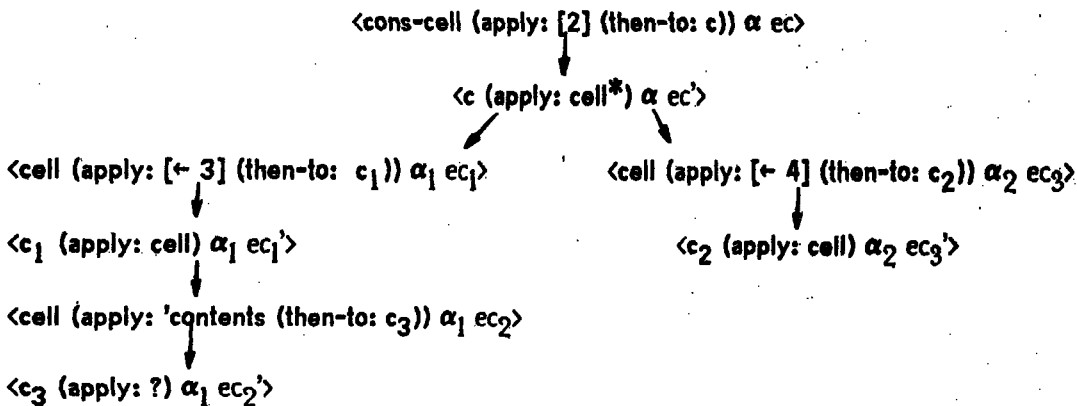 <cons-cell (apply: [2] (then-to: c)) α ec>
<c (apply: cell*) α ec'>
<cell (apply: [← 3] (then-to: c₁)) α₁ ec₁> <cell (apply: [← 4] (then-to: c₂)) α₂ ec₃>
<c₁ (apply: cell) α₁ ec₁'> <c₂ (apply: cell) α₂ ec₃'>
<cell (apply: 'contents (then-to: c₃)) α₁ ec₂>
<c₃ (apply: ?) α₁ ec₂'>